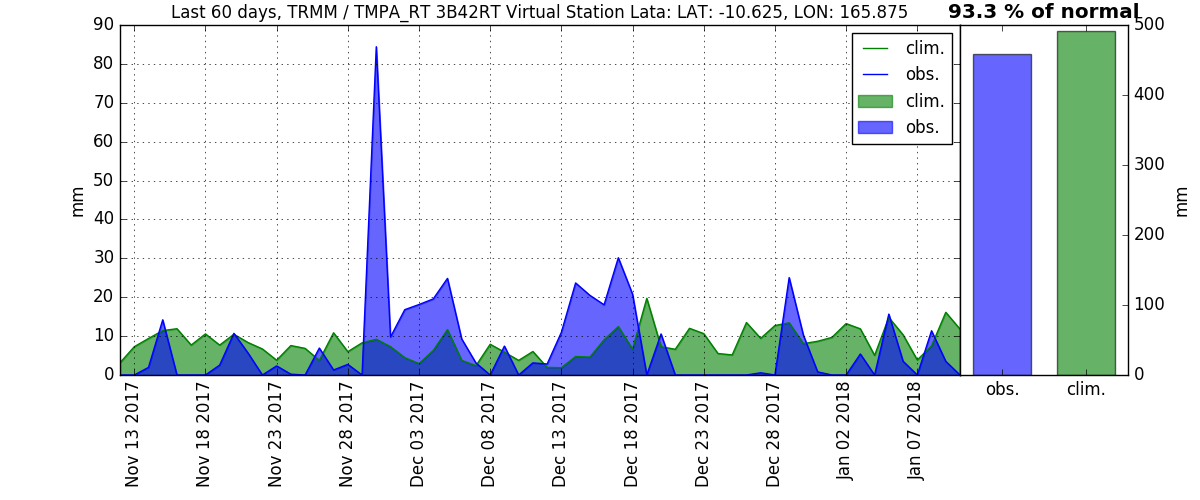 Last 60 days, TRMM / TMPA_RT 3B42RT Virtual Station Lata: LAT: -10.625, LON: 165.875
93.3 % of normal
90
80
70
60
50
40
30
20
10
0
mm
clim.
obs.
clim.
obs.
Nov 13 2017
Nov 18 2017
Nov 23 2017
Nov 28 2017
Dec 03 2017
Dec 08 2017
Dec 13 2017
Dec 18 2017
Dec 23 2017
Dec 28 2017
Jan 02 2018
Jan 07 2018
500
400
300
200
100
0
mm
obs.
clim.